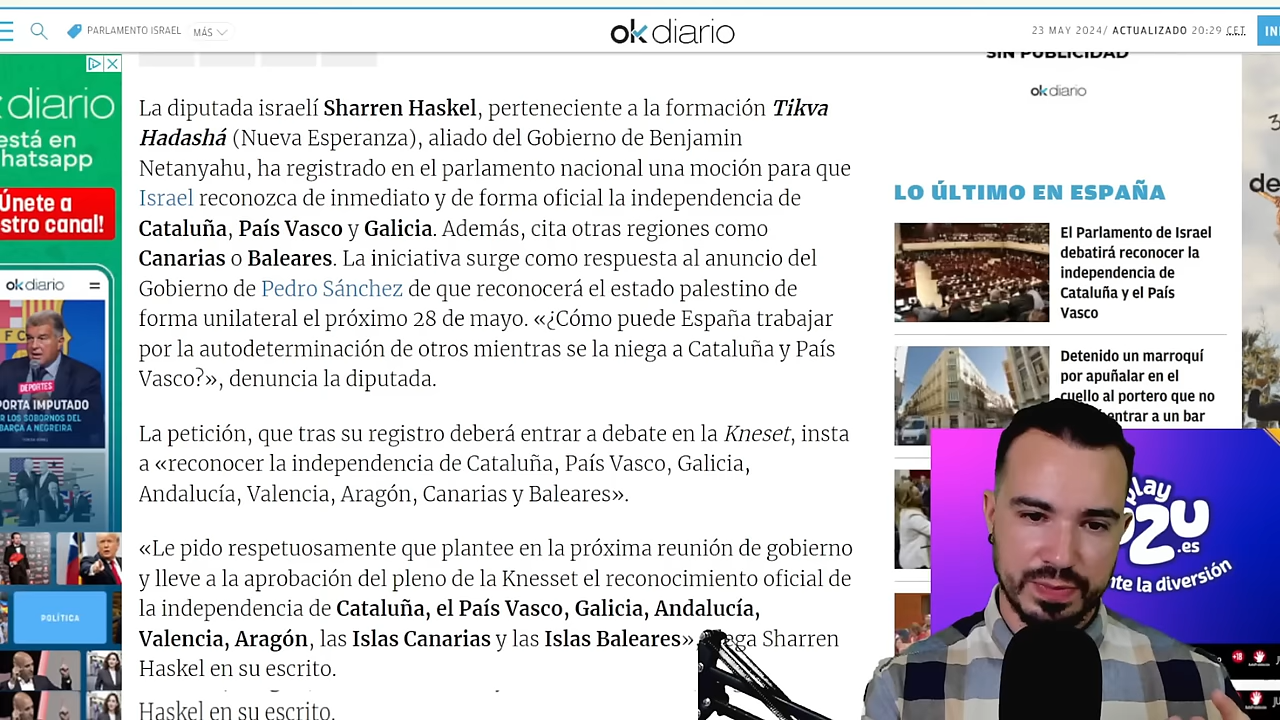 PARLAMENTO ISRAEL
MÁS
okdiario
23 MAY 2024/ ACTUALIZADO 20:29 CET
IN
SIN PUBLICIDAD
okdiario
diario
está en
hatsapp
Únete a
stro canal!
okdiario
DEPORTES
PORTA IMPUTADO
R LOS SOBORNOS DEL
BARÇA A NEGREIRA
POLÍTICA
La diputada israelí Sharren Haskel, perteneciente a la formación Tikva
Hadashá (Nueva Esperanza), aliado del Gobierno de Benjamin
Netanyahu, ha registrado en el parlamento nacional una moción para que
Israel reconozca de inmediato y de forma oficial la independencia de
Cataluña, País Vasco y Galicia. Además, cita otras regiones como
Canarias o Baleares. La iniciativa surge como respuesta al anuncio del
Gobierno de Pedro Sánchez de que reconocerá el estado palestino de
forma unilateral el próximo 28 de mayo. «¿Cómo puede España trabajar
por la autodeterminación de otros mientras se la niega a Cataluña y País
Vasco?», denuncia la diputada.
La petición, que tras su registro deberá entrar a debate en la Kneset, insta
a «reconocer la independencia de Cataluña, País Vasco, Galicia,
Andalucía, Valencia, Aragón, Canarias y Baleares».
«Le pido respetuosamente que plantee en la próxima reunión de gobierno
y lleve a la aprobación del pleno de la Knesset el reconocimiento oficial de
la independencia de Cataluña, el País Vasco, Galicia, Andalucía,
Valencia, Aragón, las Islas Canarias y las Islas Baleares», ega Sharren
Haskel en su escrito.
Haskel en su escrito.
LO ÚLTIMO EN ESPAÑA
El Parlamento de Israel
debatirá reconocer la
independencia de
Cataluña y el País
Vasco
Detenido un marroquí
por apuñalar en el
cuello al portero que no
entrar a un bar
de
play
2U
.es
nte la diversión
+18